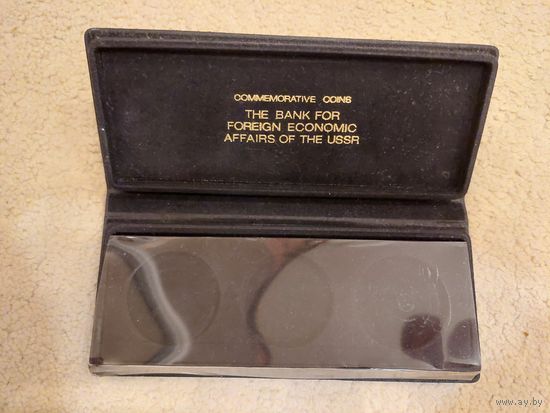 COMMEMORATIVE COINS
THE BANK FOR
FOREIGN ECONOMIC
AFFAIRS OF THE USSR
www.ay.by